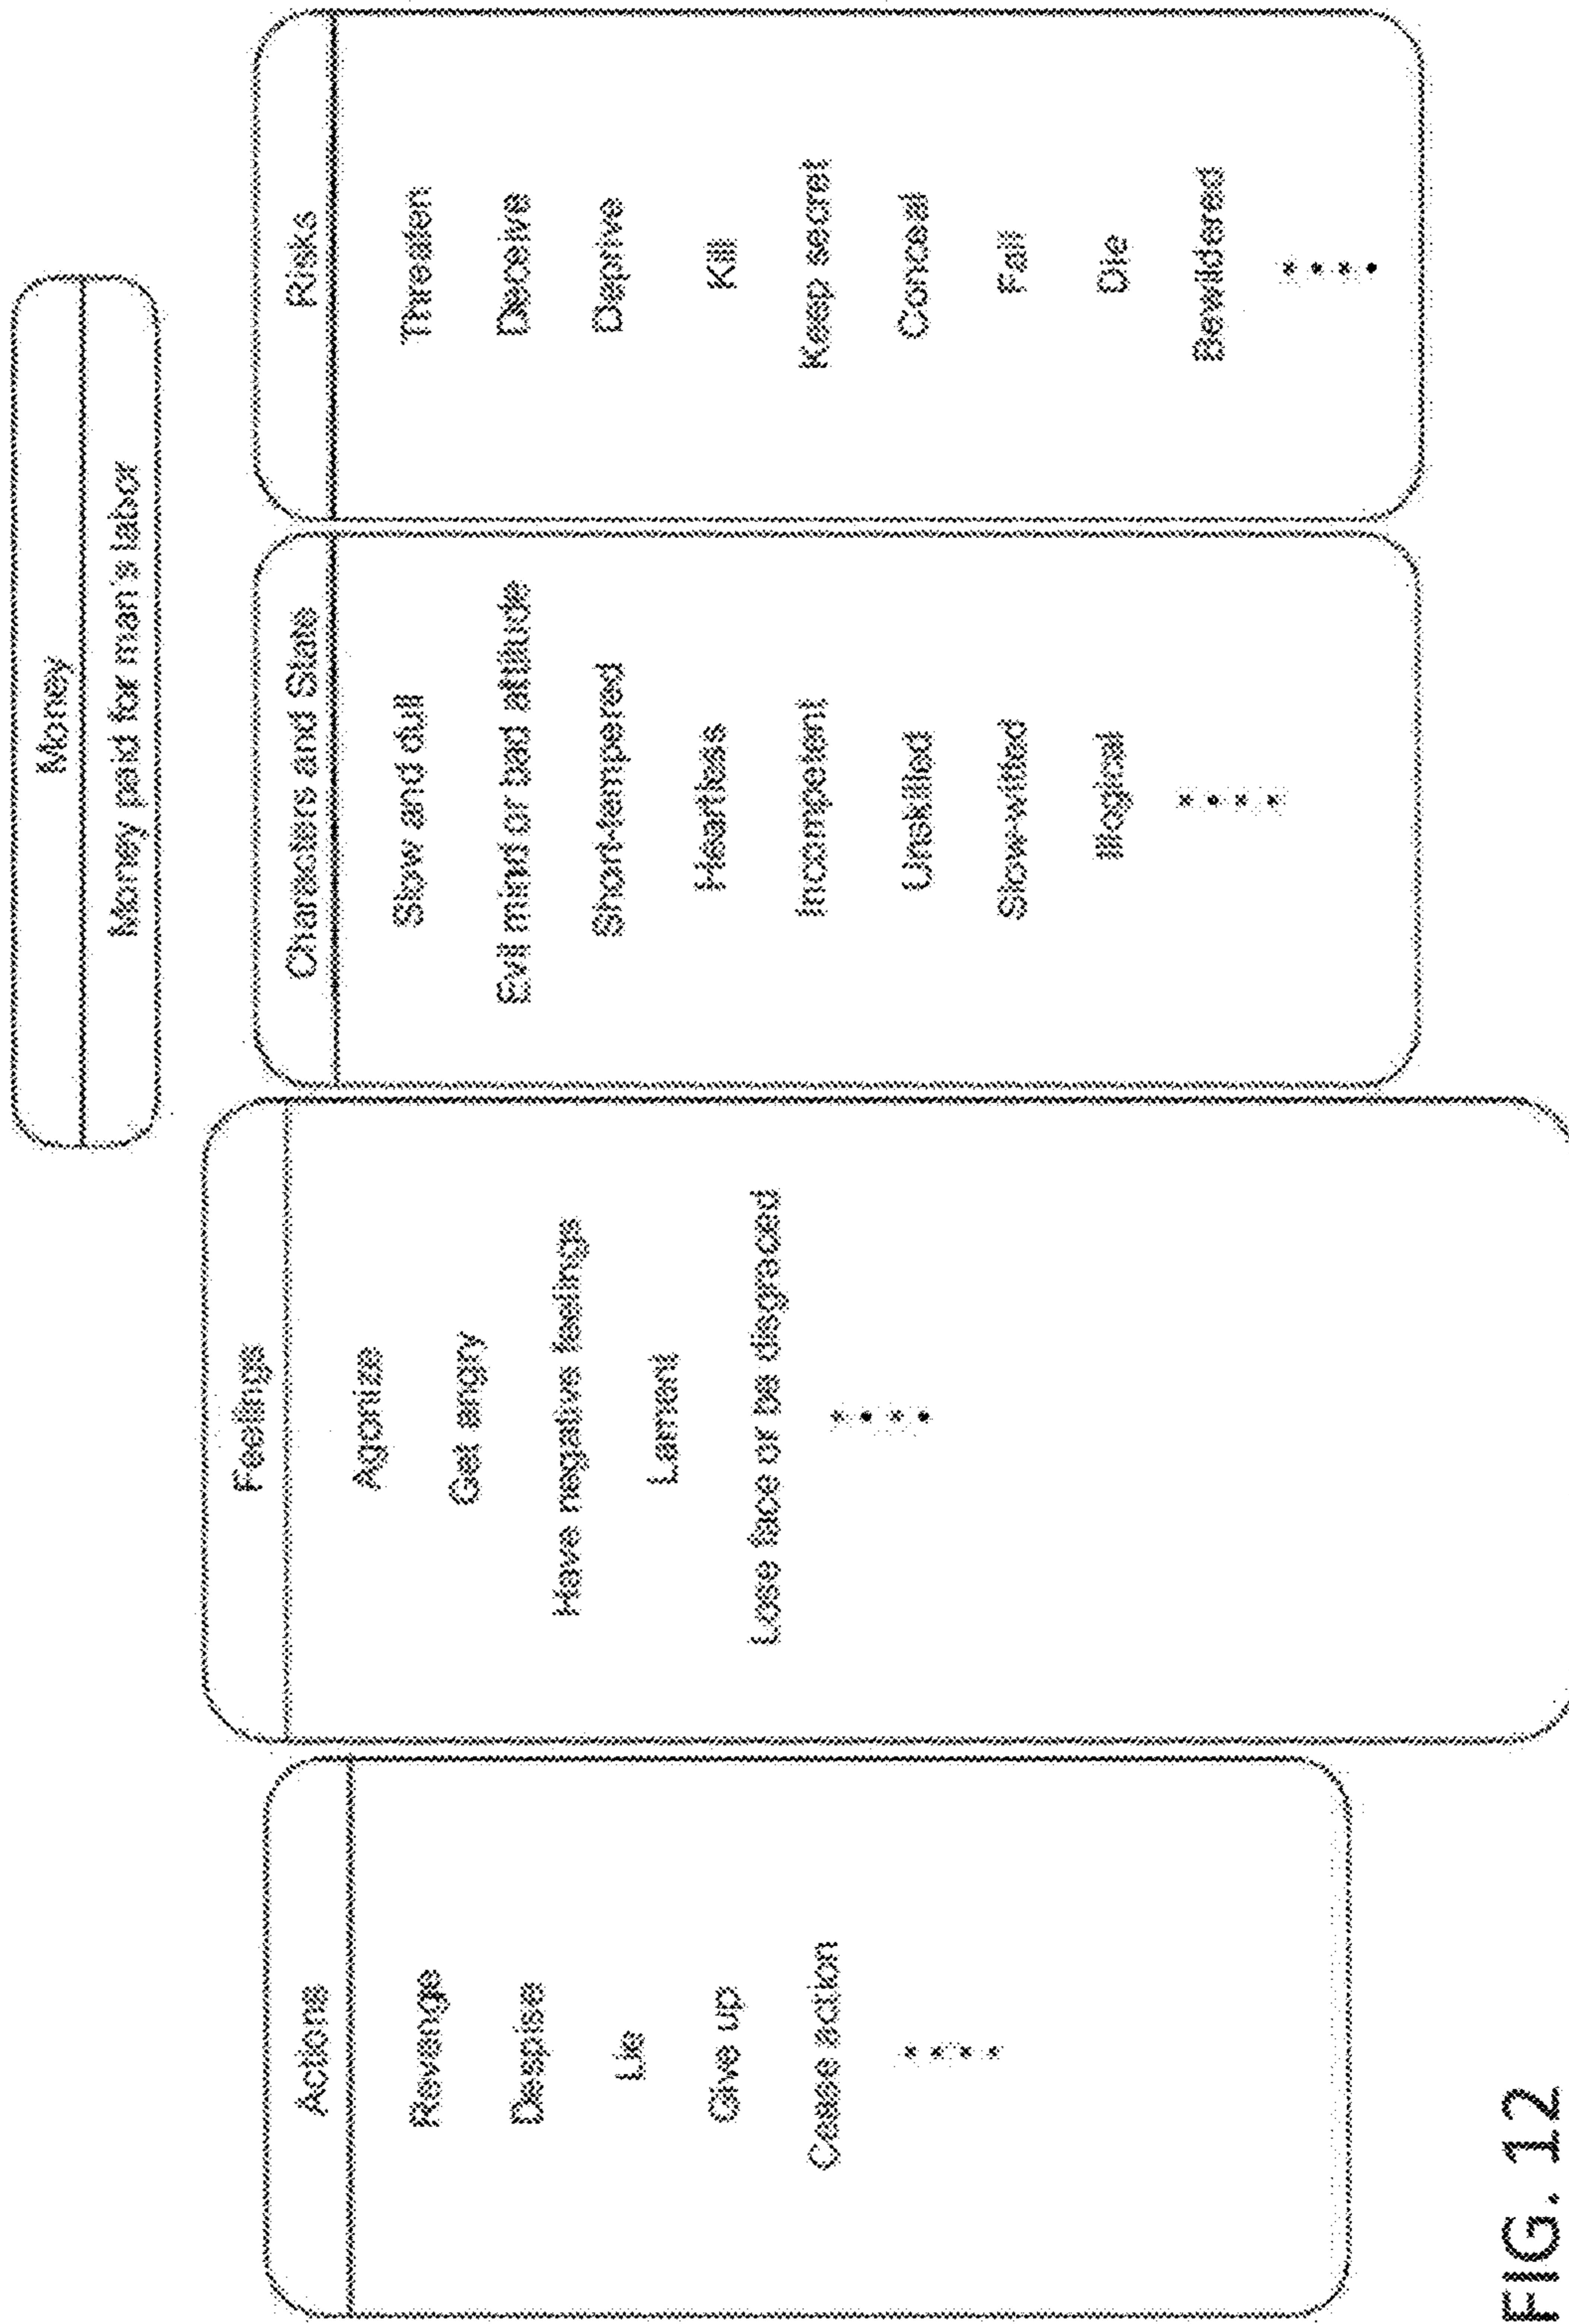 Money
Money paid for man's labor
Actions
Revenge
Despise
Lie
Give up
Cease action
Feelings
Agonize
Get angry
Have negative feelings
Lament
Lose face or be disgraced
Characters and State
Slow and dull
Evil mind or bad attitude
Short-tempered
Heartless
Incompetent
Unskilled
Slow-witted
Illogical
Risks
Threaten
Deceive
Deprive
Kill
Keep secret
Conceal
Fail
Die
Bewildered
FIG. 12